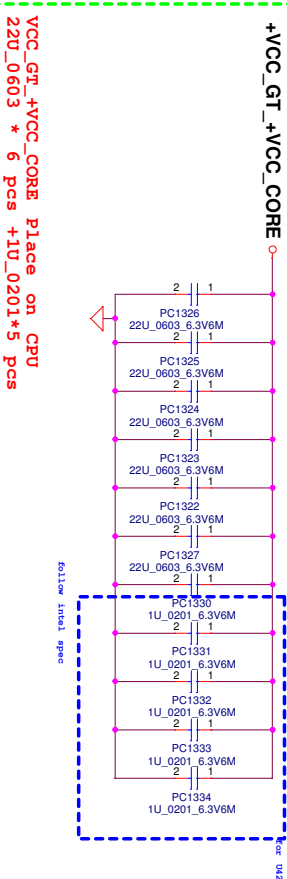 +VCC_GT_+VCC_CORE
VCC_GT_+VCC_CORE Place on CPU
22U_0603 * 6 pcs +1U_0201*5 pcs
2 1
PC1326
22U_0603_6.3V6M
2 1
PC1325
22U_0603_6.3V6M
2 1
PC1324
22U_0603_6.3V6M
2 1
PC1323
22U_0603_6.3V6M
2 1
PC1322
22U_0603_6.3V6M
2 1
PC1327
22U_0603_6.3V6M
2 1
PC1330
1U_0201_6.3V6M
2 1
PC1331
1U_0201_6.3V6M
2 1
PC1332
1U_0201_6.3V6M
2 1
PC1333
1U_0201_6.3V6M
2 1
PC1334
1U_0201_6.3V6M
follow intel spec
For U42